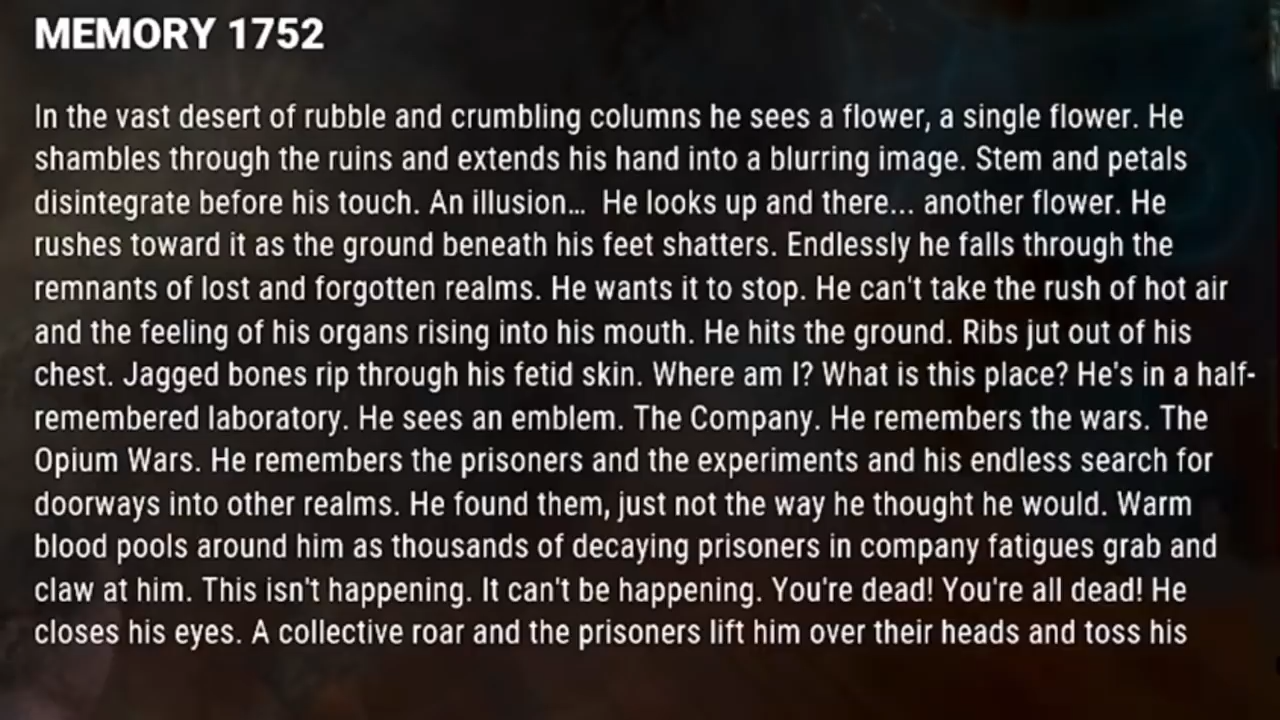 MEMORY 1752
In the vast desert of rubble and crumbling columns he sees a flower, a single flower. He
shambles through the ruins and extends his hand into a blurring image. Stem and petals
disintegrate before his touch. An illusion... He looks up and there... another flower. He
rushes toward it as the ground beneath his feet shatters. Endlessly he falls through the
remnants of lost and forgotten realms. He wants it to stop. He can't take the rush of hot air
and the feeling of his organs rising into his mouth. He hits the ground. Ribs jut out of his
chest. Jagged bones rip through his fetid skin. Where am I? What is this place? He's in a half-
remembered laboratory. He sees an emblem. The Company. He remembers the wars. The
Opium Wars. He remembers the prisoners and the experiments and his endless search for
doorways into other realms. He found them, just not the way he thought he would. Warm
blood pools around him as thousands of decaying prisoners in company fatigues grab and
claw at him. This isn't happening. It can't be happening. You're dead! You're all dead! He
closes his eyes. A collective roar and the prisoners lift him over their heads and toss his